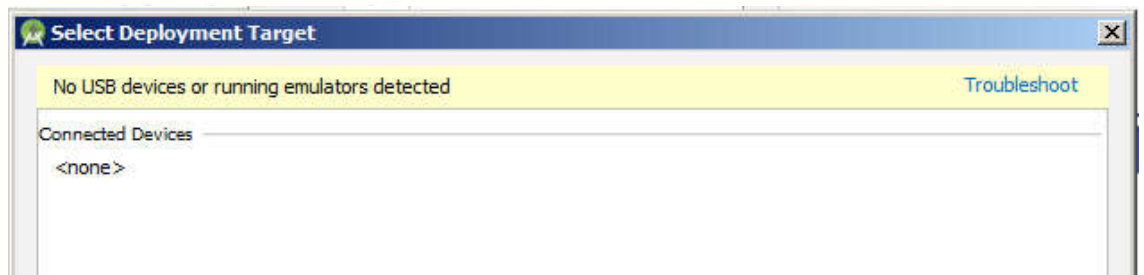 Select Deployment Target
No USB devices or running emulators detected Troubleshoot
Connected Devices
<none>